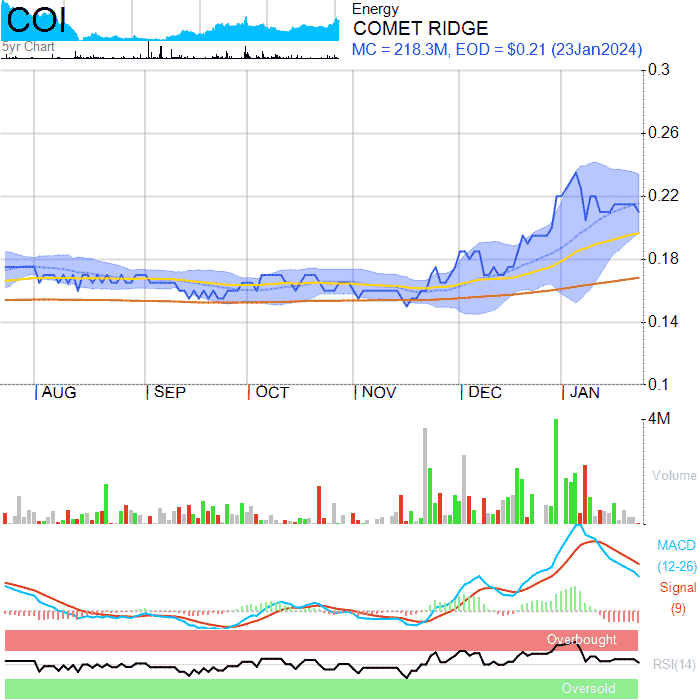 COI
5yr Chart
Energy
COMET RIDGE
MC = 218.3M, EOD = $0.21 (23Jan2024)
0.3
0.26
0.22
0.18
0.14
0.1
AUG SEP OCT NOV DEC JAN
4M
Volume
MACD
(12-26)
Signal
(9)
Overbought
RSI(14)
Oversold